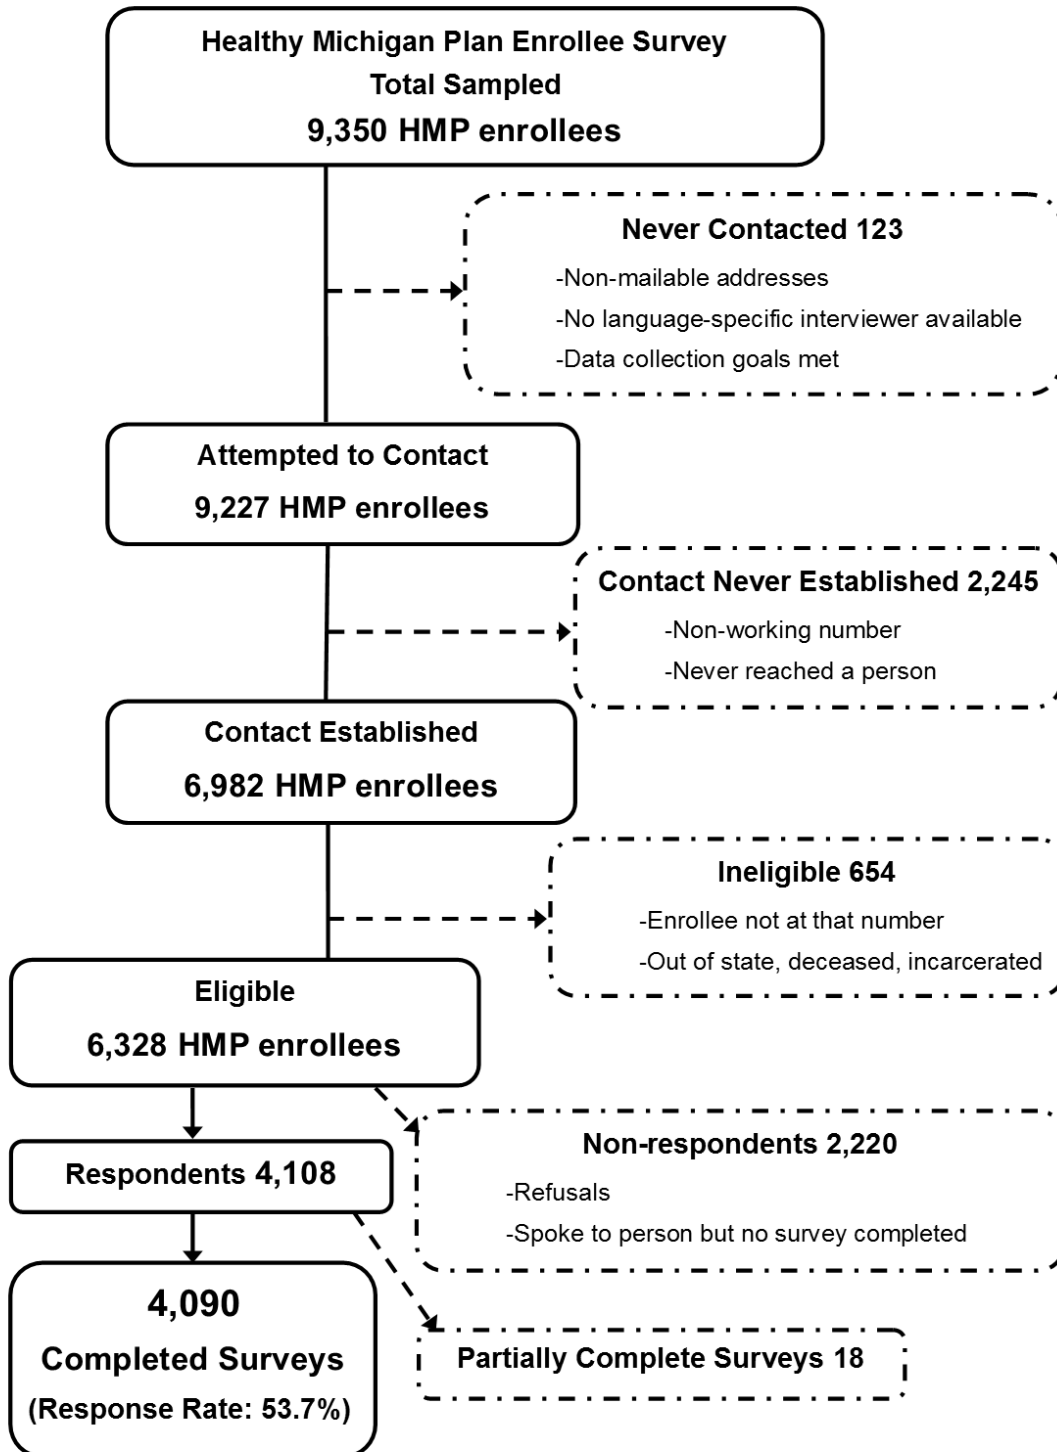 Healthy Michigan Plan Enrollee Survey
Total Sampled
9,350 HMP enrollees
Never Contacted 123
-Non-mailable addresses
-No language-specific interviewer available
-Data collection goals met
Attempted to Contact
9,227 HMP enrollees
Contact Never Established 2,245
-Non-working number
-Never reached a person
Contact Established
6,982 HMP enrollees
Ineligible 654
-Enrollee not at that number
-Out of state, deceased, incarcerated
Eligible
6,328 HMP enrollees
Non-respondents 2,220
-Refusals
-Spoke to person but no survey completed
Respondents 4,108
4,090
Completed Surveys
(Response Rate: 53.7%)
Partially Complete Surveys 18